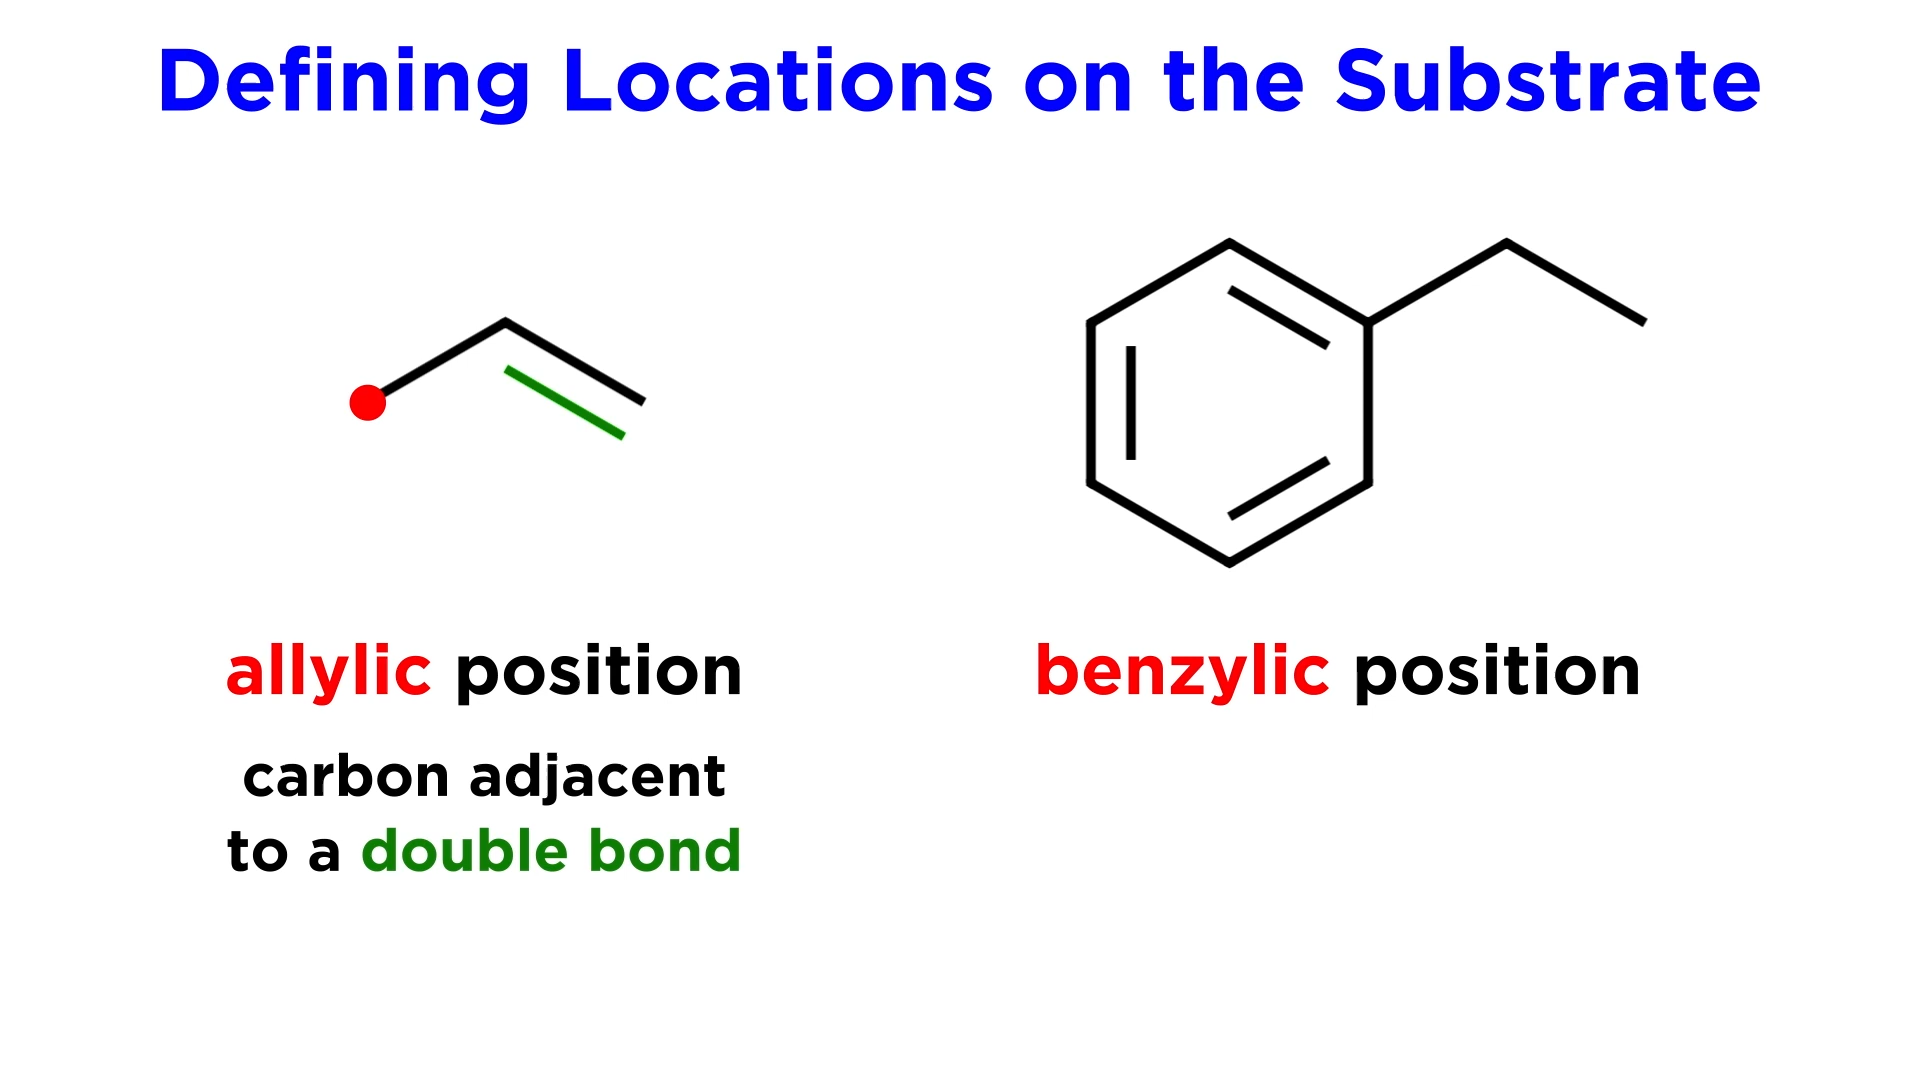 Defining Locations on the Substrate
allylic position
carbon adjacent
to a double bond
benzylic position